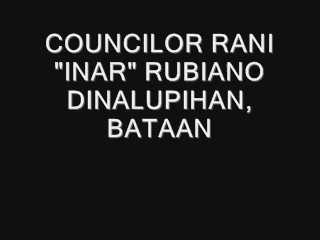 COUNCILOR RANI
"INAR" RUBIANO
DINALUPIHAN,
BATAAN